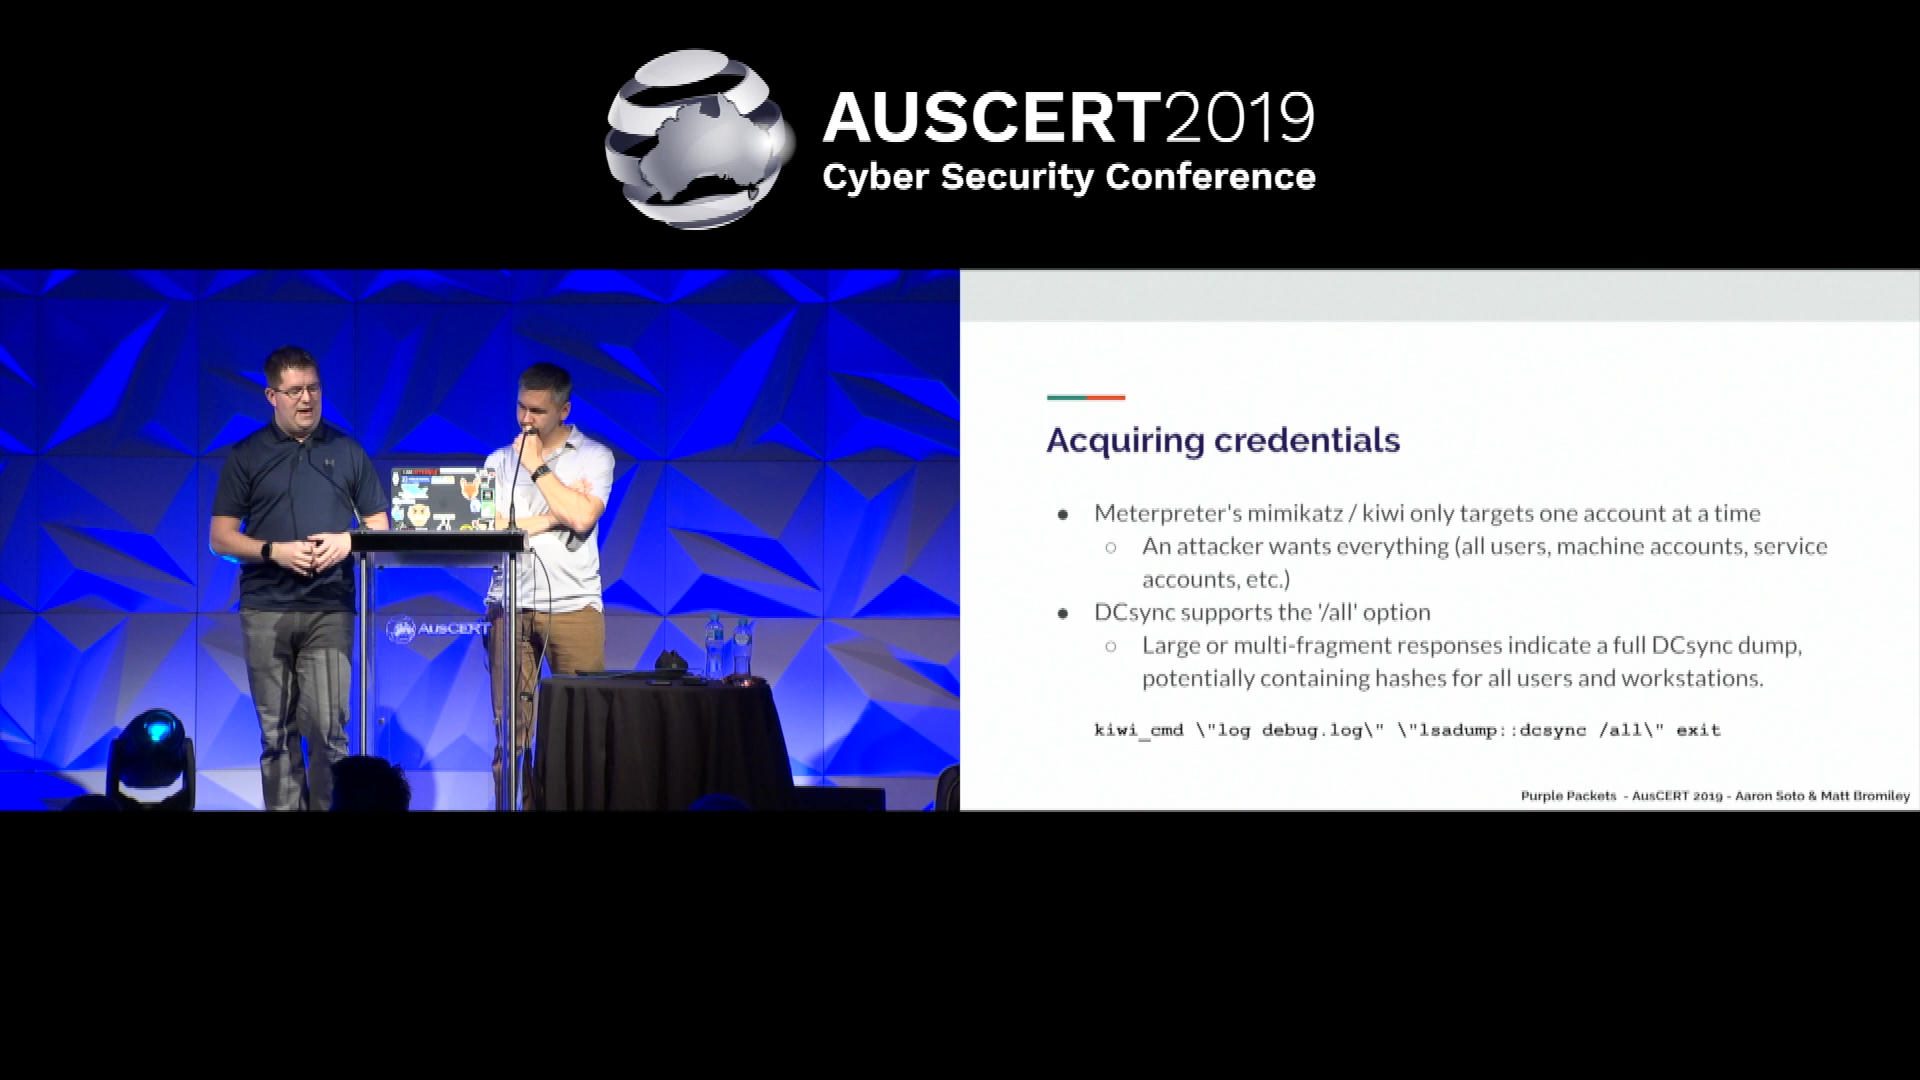 AUSCERT2019
Cyber Security Conference
AUSCERT
Acquiring credentials
● Meterpreter's mimikatz / kiwi only targets one account at a time
○ An attacker wants everything (all users, machine accounts, service
accounts, etc.)
● DCsync supports the '/all' option
○ Large or multi-fragment responses indicate a full DCsync dump,
potentially containing hashes for all users and workstations.
kiwi_cmd \"log debug.log\" \"lsadump::dcsync /all\" exit
Purple Packets - AusCERT 2019 - Aaron Soto & Matt Bromiley